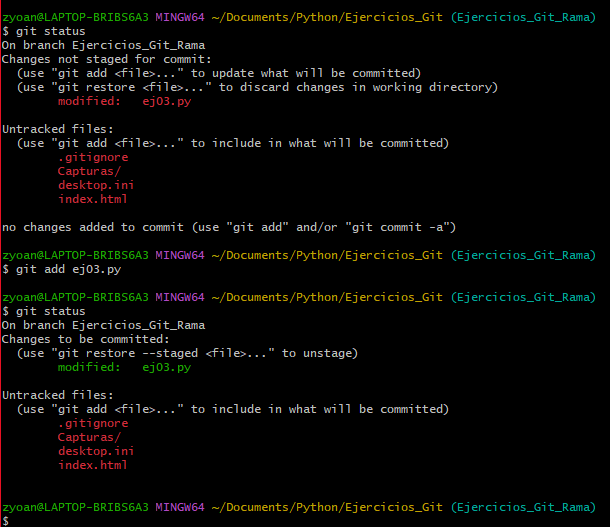 zyoan@LAPTOP-BRIBS6A3 MINGW64 ~/Documents/Python/Ejercicios_Git (Ejercicios_Git_Rama)
$ git status
On branch Ejercicios_Git_Rama
Changes not staged for commit:
  (use "git add <file>..." to update what will be committed)
  (use "git restore <file>..." to discard changes in working directory)
        modified:   ej03.py

Untracked files:
  (use "git add <file>..." to include in what will be committed)
        .gitignore
        Capturas/
        desktop.ini
        index.html

no changes added to commit (use "git add" and/or "git commit -a")

zyoan@LAPTOP-BRIBS6A3 MINGW64 ~/Documents/Python/Ejercicios_Git (Ejercicios_Git_Rama)
$ git add ej03.py

zyoan@LAPTOP-BRIBS6A3 MINGW64 ~/Documents/Python/Ejercicios_Git (Ejercicios_Git_Rama)
$ git status
On branch Ejercicios_Git_Rama
Changes to be committed:
  (use "git restore --staged <file>..." to unstage)
        modified:   ej03.py

Untracked files:
  (use "git add <file>..." to include in what will be committed)
        .gitignore
        Capturas/
        desktop.ini
        index.html

zyoan@LAPTOP-BRIBS6A3 MINGW64 ~/Documents/Python/Ejercicios_Git (Ejercicios_Git_Rama)
$